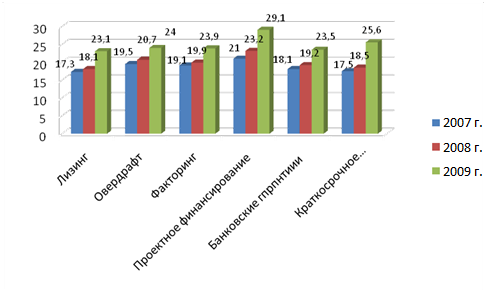 30
25
20
15
10
5
0
17,3
18,1
23,1
19,5
20,7
24
19,1
19,9
23,9
21
23,2
29,1
18,1
19,2
23,5
17,5
18,5
25,6
Лизинг
Овердрафт
Факторинг
Проектное финансирование
Банковские грпнтиии
Краткосрочное...
2007 г.
2008 г.
2009 г.